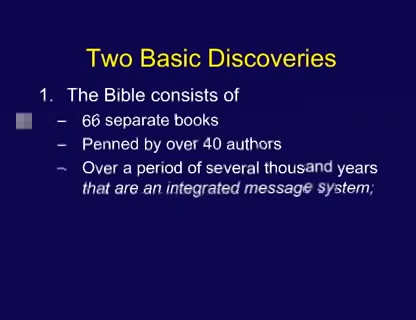 Two Basic Discoveries
1. The Bible consists of
– 66 separate books
– Penned by over 40 authors
– Over a period of several thousand years
that are an integrated message system;